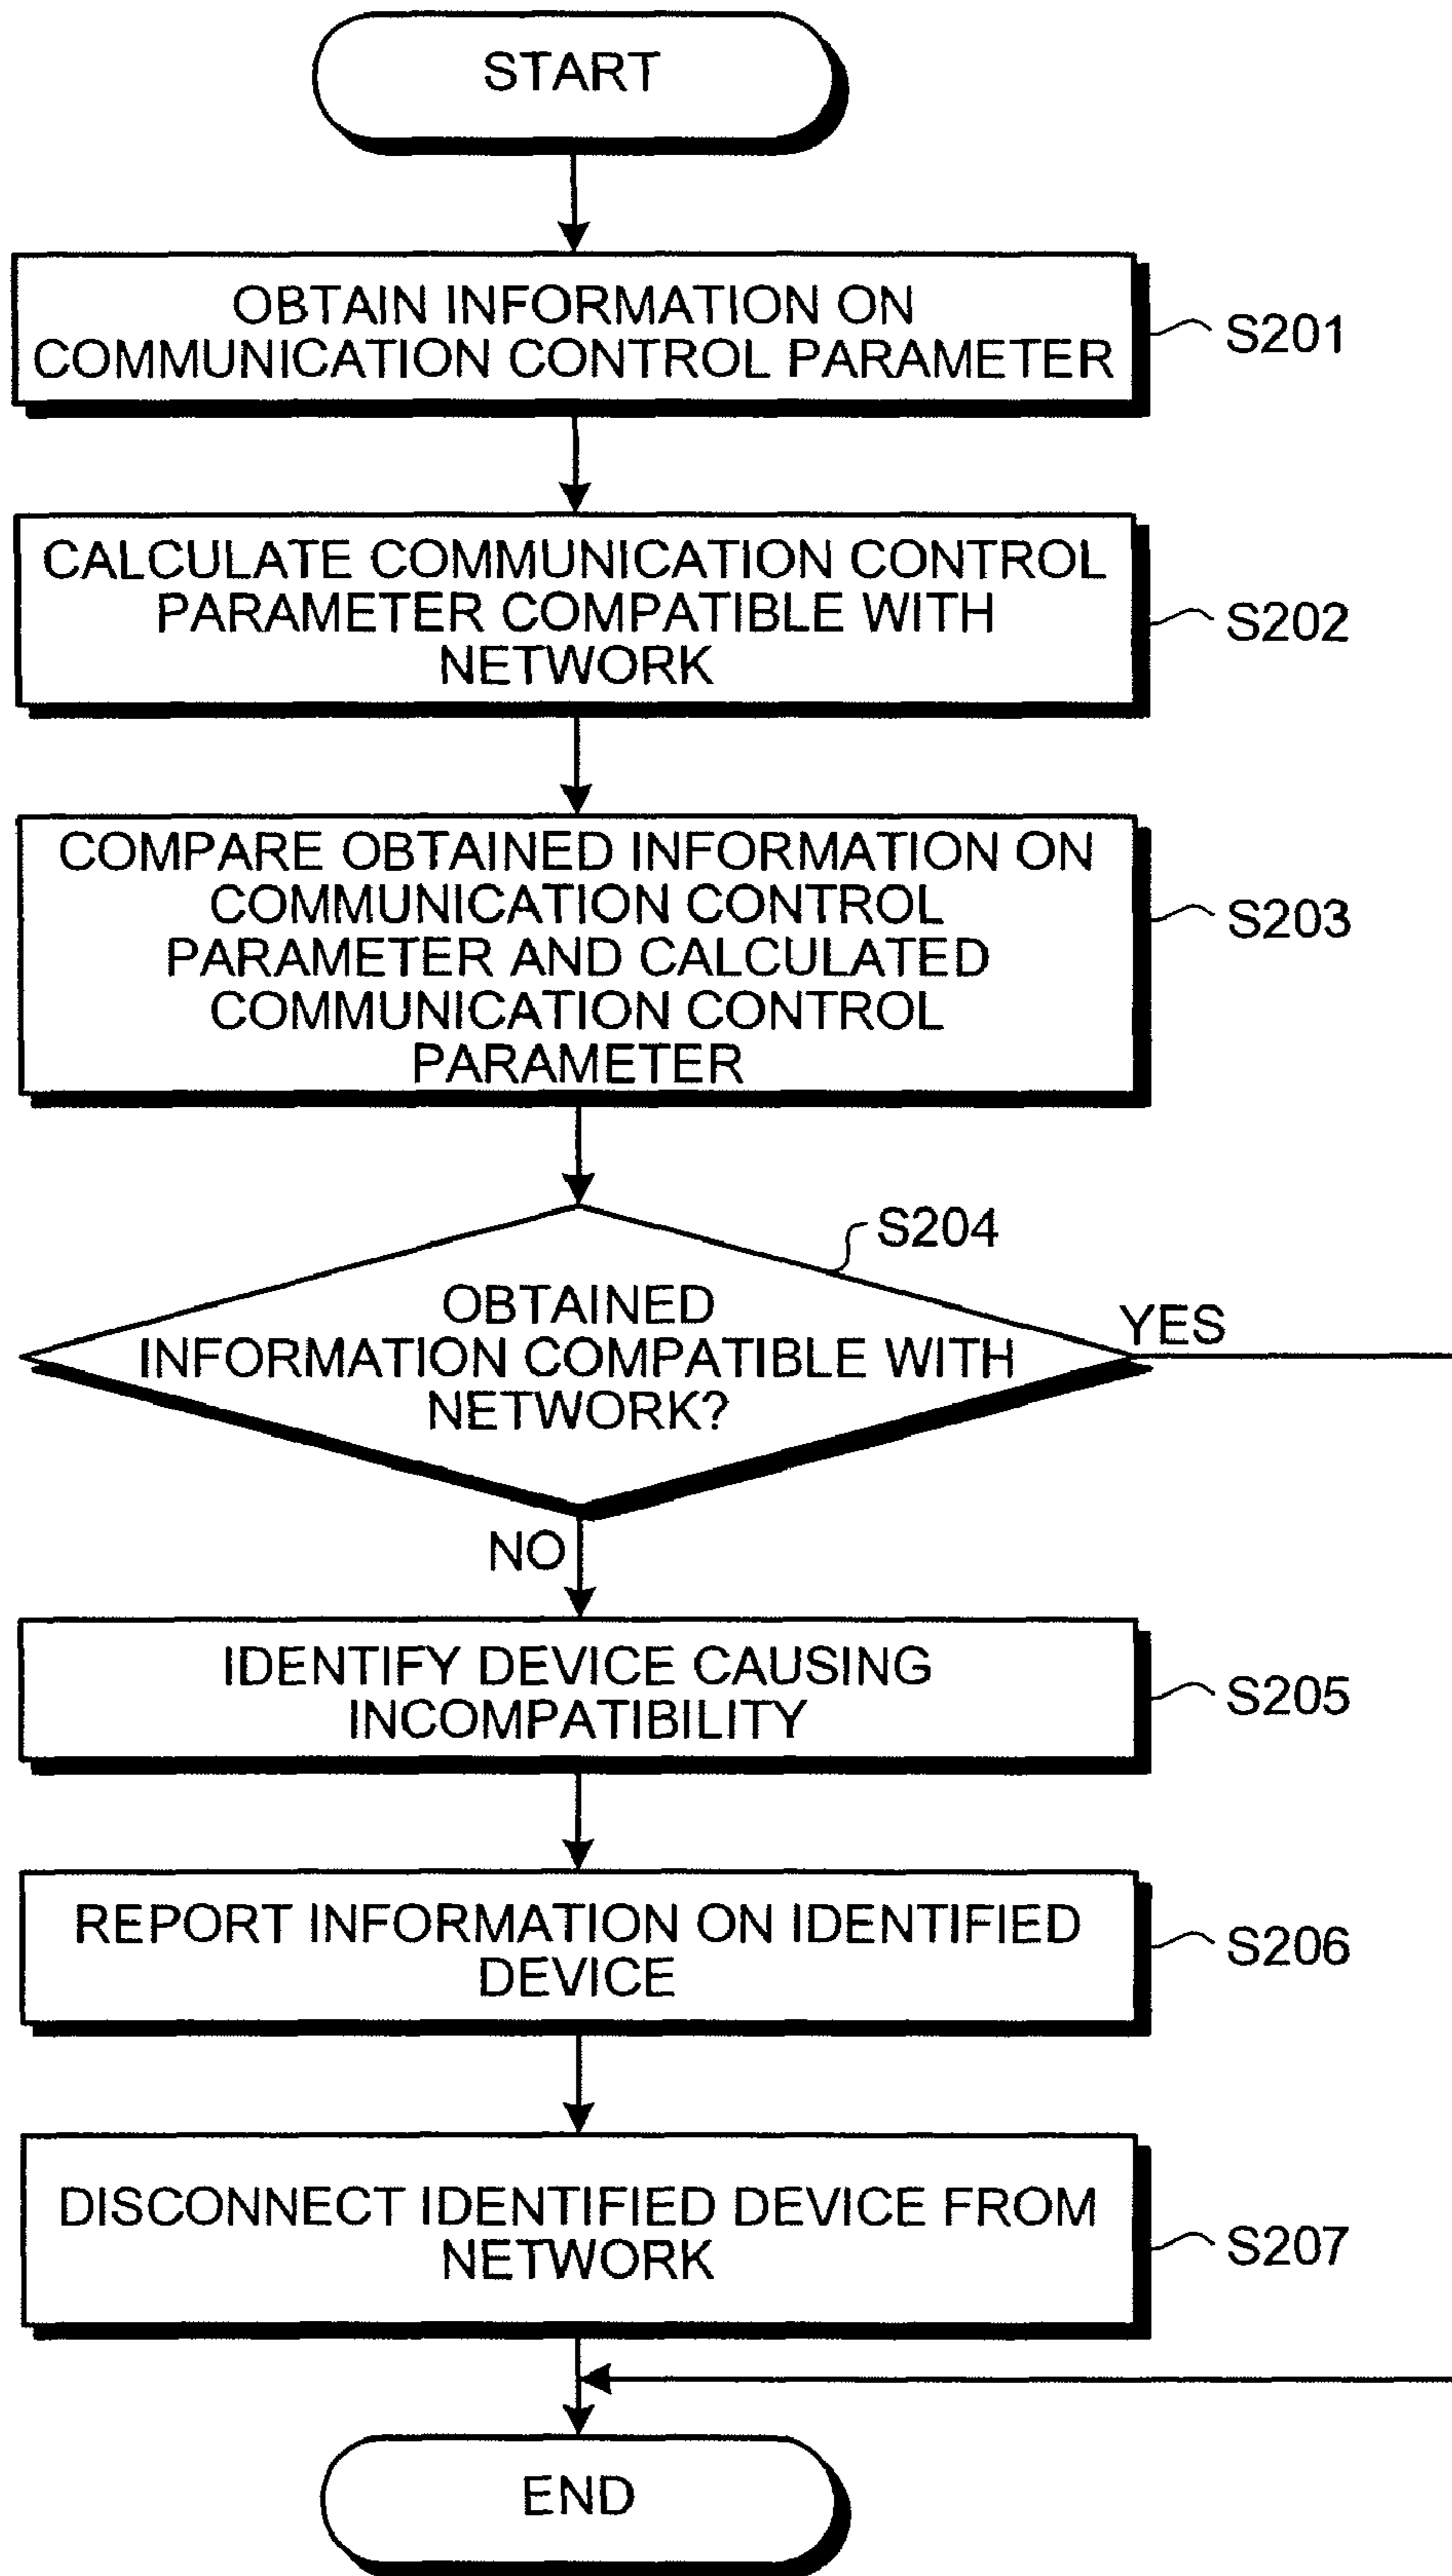 START
OBTAIN INFORMATION ON
COMMUNICATION CONTROL PARAMETER
S201
CALCULATE COMMUNICATION CONTROL
PARAMETER COMPATIBLE WITH
NETWORK
S202
COMPARE OBTAINED INFORMATION ON
COMMUNICATION CONTROL
PARAMETER AND CALCULATED
COMMUNICATION CONTROL
PARAMETER
S203
S204
OBTAINED
INFORMATION COMPATIBLE WITH
NETWORK?
YES
NO
IDENTIFY DEVICE CAUSING
INCOMPATIBILITY
S205
REPORT INFORMATION ON IDENTIFIED
DEVICE
S206
DISCONNECT IDENTIFIED DEVICE FROM
NETWORK
S207
END